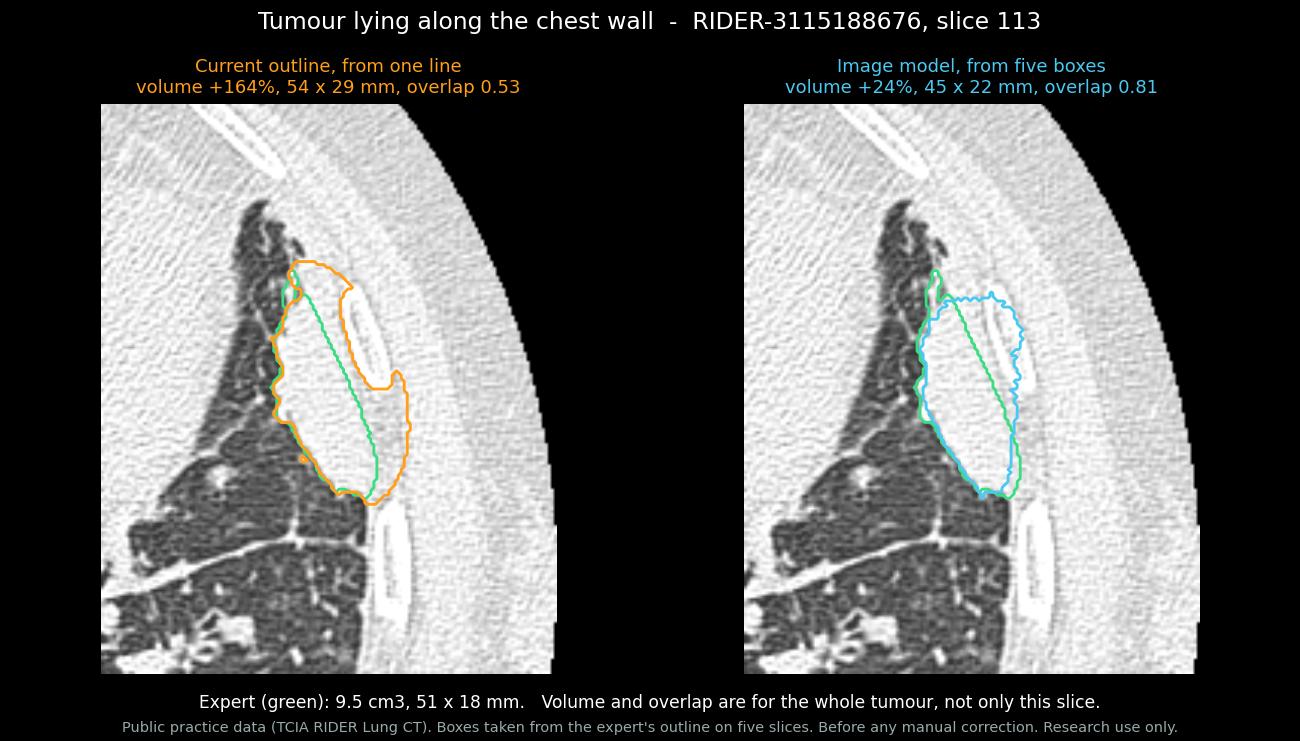 Tumour lying along the chest wall - RIDER-3115188676, slice 113
Current outline, from one line
volume +164%, 54 x 29 mm, overlap 0.53
Image model, from five boxes
volume +24%, 45 x 22 mm, overlap 0.81
Expert (green): 9.5 cm3, 51 x 18 mm. Volume and overlap are for the whole tumour, not only this slice.
Public practice data (TCIA RIDER Lung CT). Boxes taken from the expert's outline on five slices. Before any manual correction. Research use only.